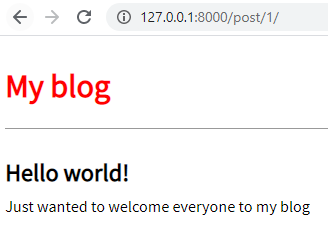 127.0.0.1:8000/post/1/
My blog
Hello world!
Just wanted to welcome everyone to my blog